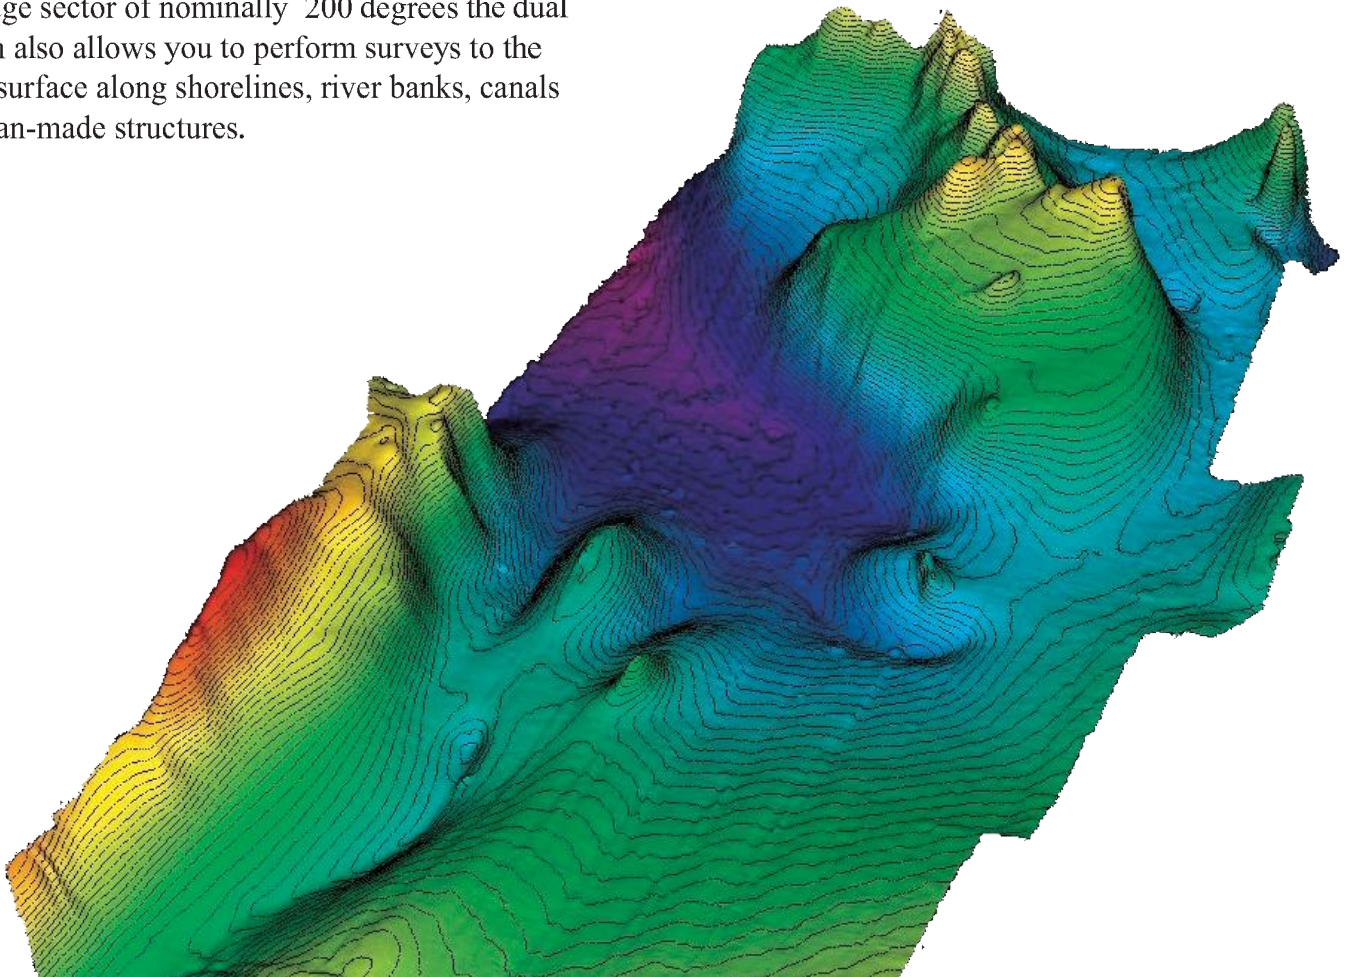 ge sector of nominally  200 degrees the dual
also allows you to perform surveys to the
surface along shorelines, river banks, canals
an-made structures.